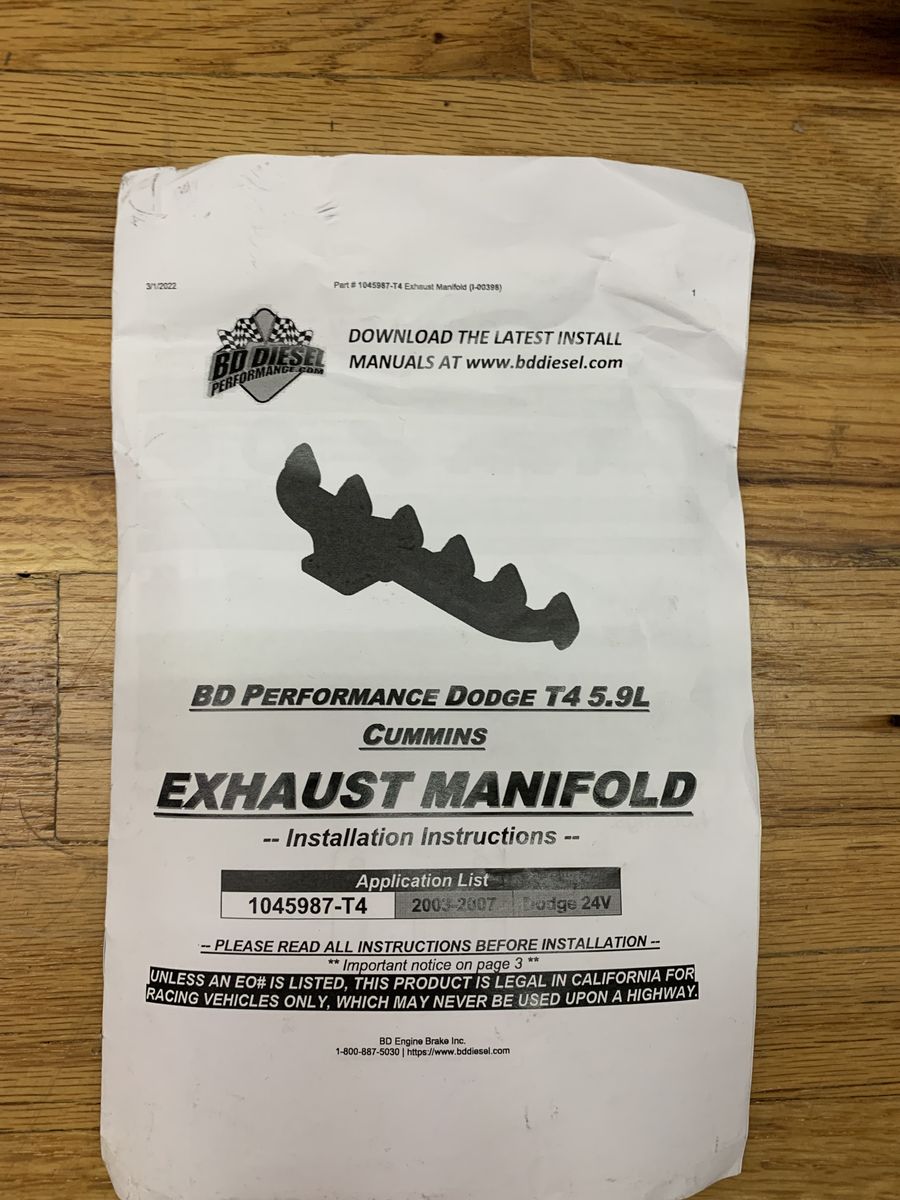 3/1/2022
Part # 1045987-T4 Exhaust Manifold (I-00398)
1
BD DIESEL
PERFORMANCE.COM
DOWNLOAD THE LATEST INSTALL
MANUALS AT www.bddiesel.com
BD PERFORMANCE DODGE T4 5.9L
CUMMINS
EXHAUST MANIFOLD
-- Installation Instructions --
Application List
1045987-T4 2003-2007 Dodge 24V
-- PLEASE READ ALL INSTRUCTIONS BEFORE INSTALLATION --
** Important notice on page 3 **
UNLESS AN EO# IS LISTED, THIS PRODUCT IS LEGAL IN CALIFORNIA FOR
RACING VEHICLES ONLY, WHICH MAY NEVER BE USED UPON A HIGHWAY.
BD Engine Brake Inc.
1-800-887-5030 | https://www.bddiesel.com